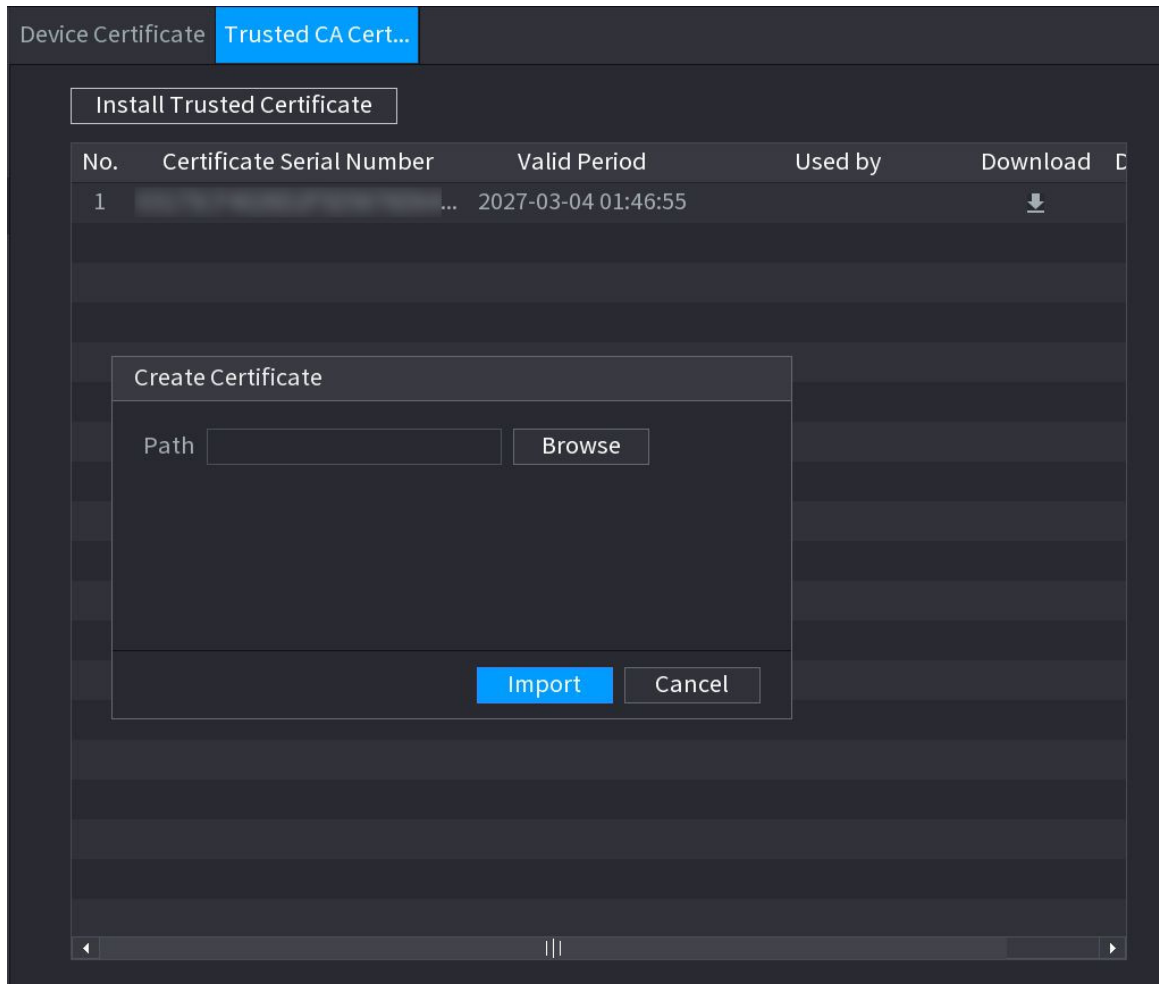 Device Certificate Trusted CA Cert...
Install Trusted Certificate
No. Certificate Serial Number Valid Period Used by Download D
1 ... 2027-03-04 01:46:55
Create Certificate
Path Browse
Import Cancel